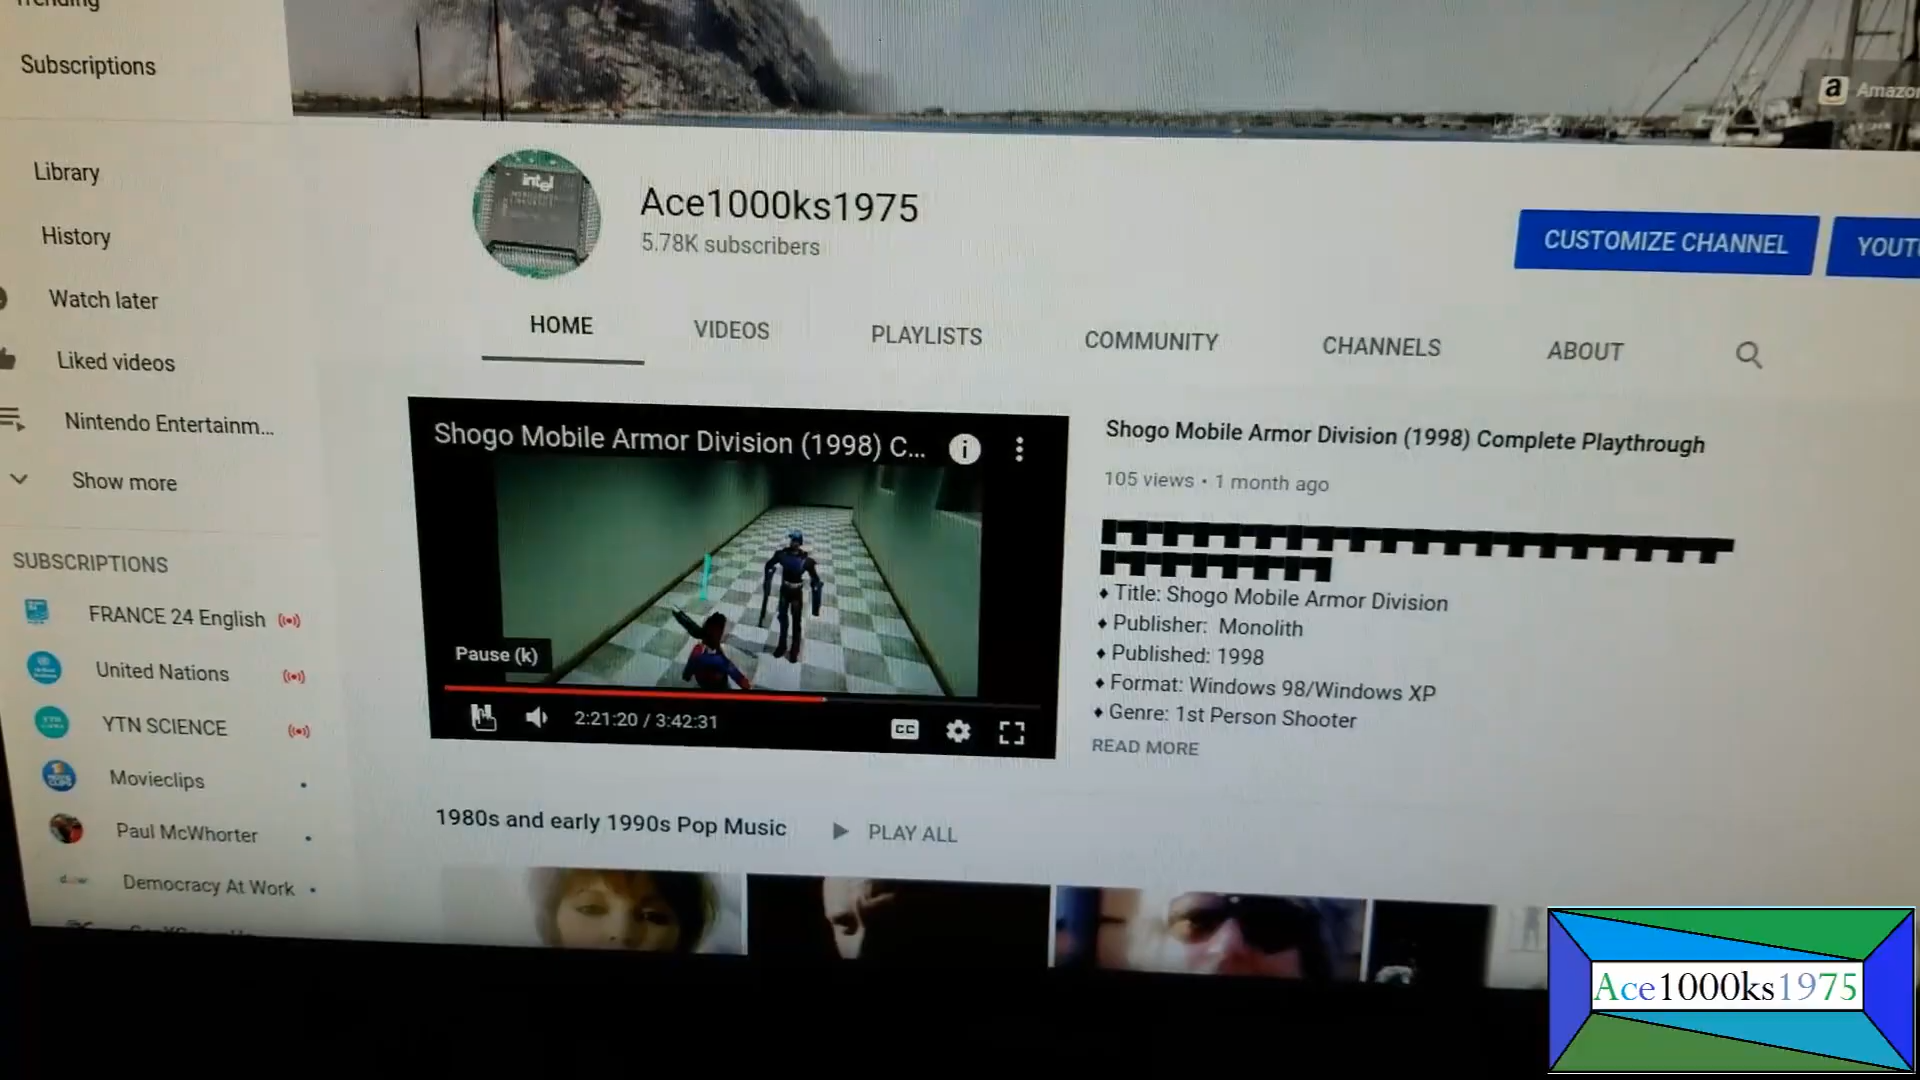 Trending
Subscriptions
Library
History
Watch later
Liked videos
Nintendo Entertainm...
Show more
SUBSCRIPTIONS
FRANCE 24 English
United Nations
YTN SCIENCE
Movieclips
Paul McWhorter
Democracy At Work
a Amazon
intel
Ace1000ks1975
5.78K subscribers
CUSTOMIZE CHANNEL
YOUTU
HOME
VIDEOS
PLAYLISTS
COMMUNITY
CHANNELS
ABOUT
Shogo Mobile Armor Division (1998) C...
Pause (k)
2:21:20 / 3:42:31
CC
Shogo Mobile Armor Division (1998) Complete Playthrough
105 views • 1 month ago
♦ Title: Shogo Mobile Armor Division
♦ Publisher: Monolith
♦ Published: 1998
♦ Format: Windows 98/Windows XP
♦ Genre: 1st Person Shooter
READ MORE
1980s and early 1990s Pop Music
PLAY ALL
Ace1000ks1975